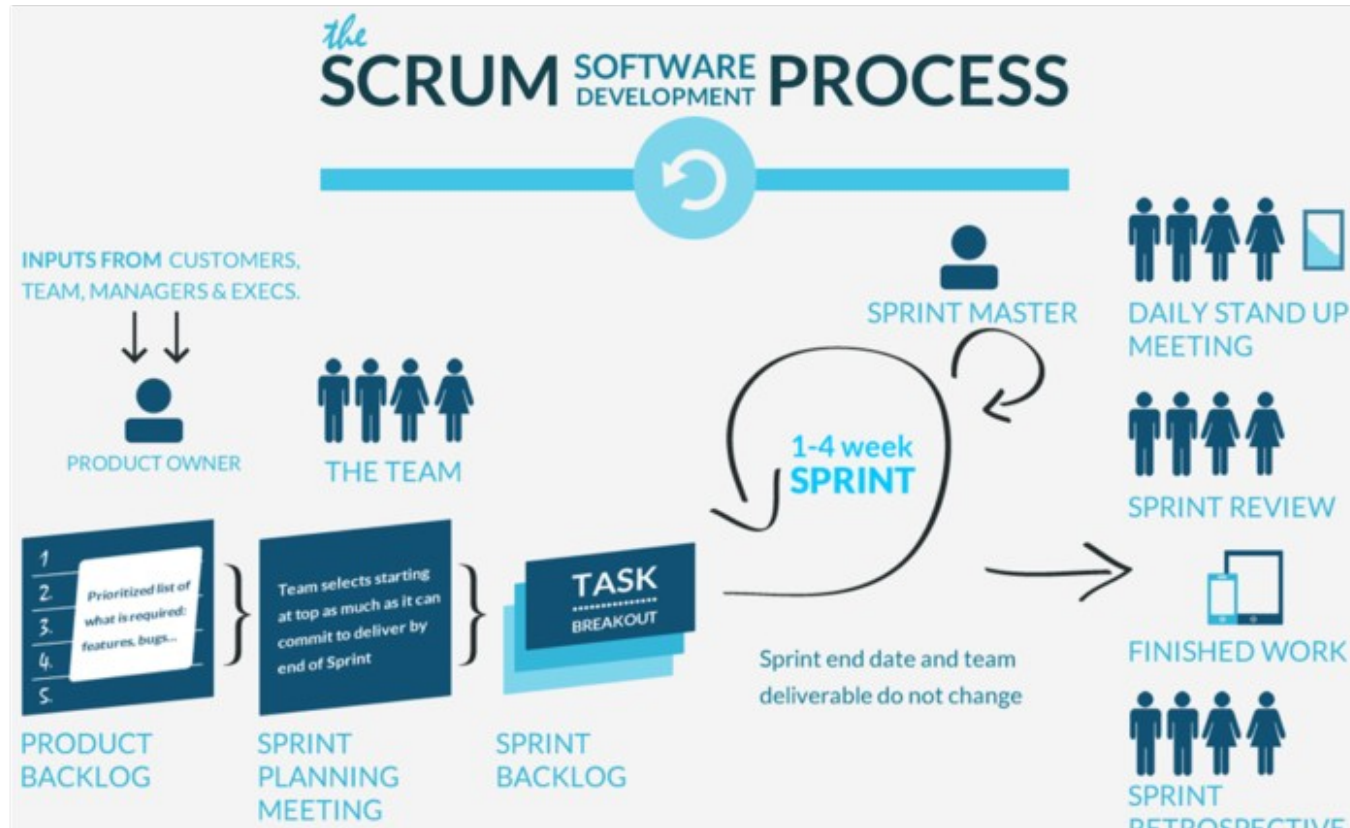 the
SCRUM SOFTWARE DEVELOPMENT PROCESS
INPUTS FROM CUSTOMERS,
TEAM, MANAGERS & EXECS.
PRODUCT OWNER
THE TEAM
1
2.
3.
4.
5.
Prioritized list of
what is required:
features, bugs...
PRODUCT
BACKLOG
Team selects starting
at top as much as it can
commit to deliver by
end of Sprint
SPRINT
PLANNING
MEETING
TASK
BREAKOUT
SPRINT
BACKLOG
1-4 week
SPRINT
SPRINT MASTER
Sprint end date and team
deliverable do not change
DAILY STAND UP
MEETING
SPRINT REVIEW
FINISHED WORK
SPRINT
RETROSPECTIVE